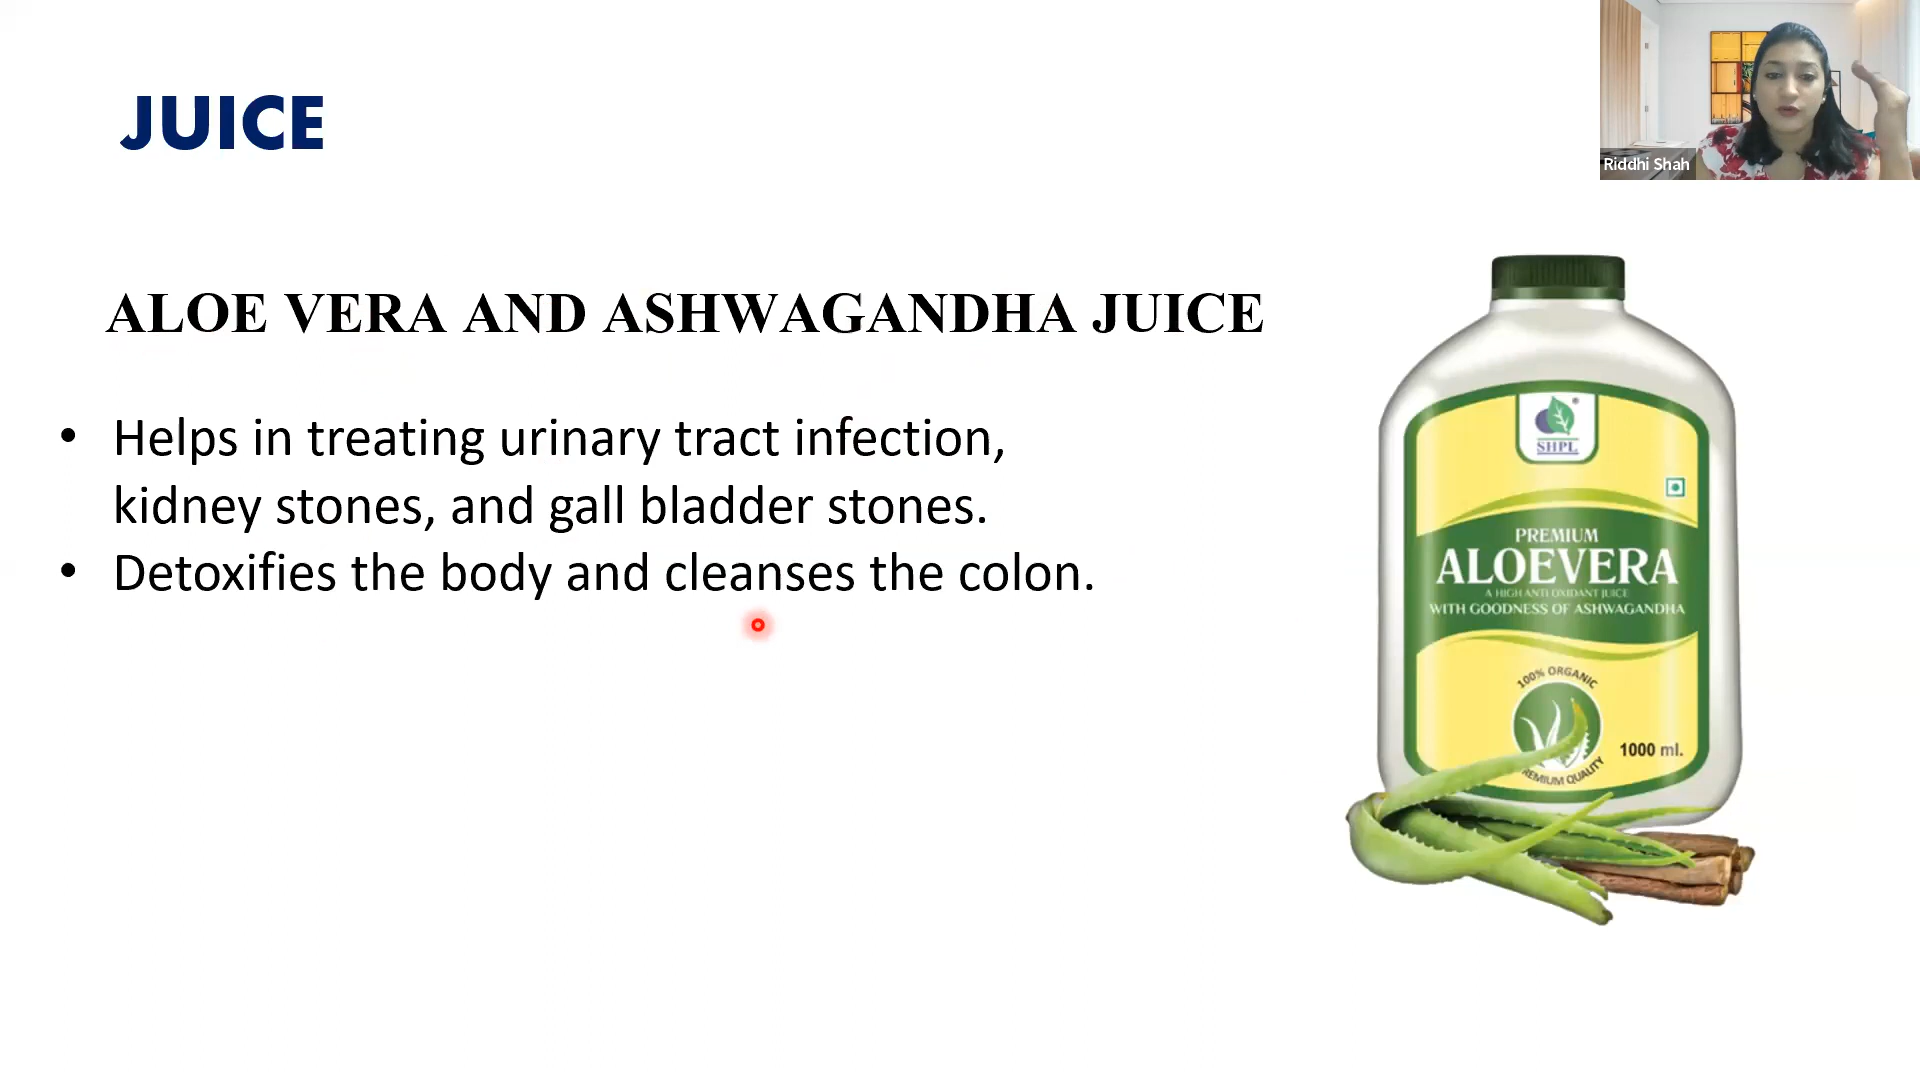 JUICE
Riddhi Shah
ALOE VERA AND ASHWAGANDHA JUICE
• Helps in treating urinary tract infection,
kidney stones, and gall bladder stones.
• Detoxifies the body and cleanses the colon.
SHPL
PREMIUM
ALOEVERA
A HIGH ANTI OXIDANT JUICE
WITH GOODNESS OF ASHWAGANDHA
100% ORGANIC
1000 ml.
REMIUM QUALITY